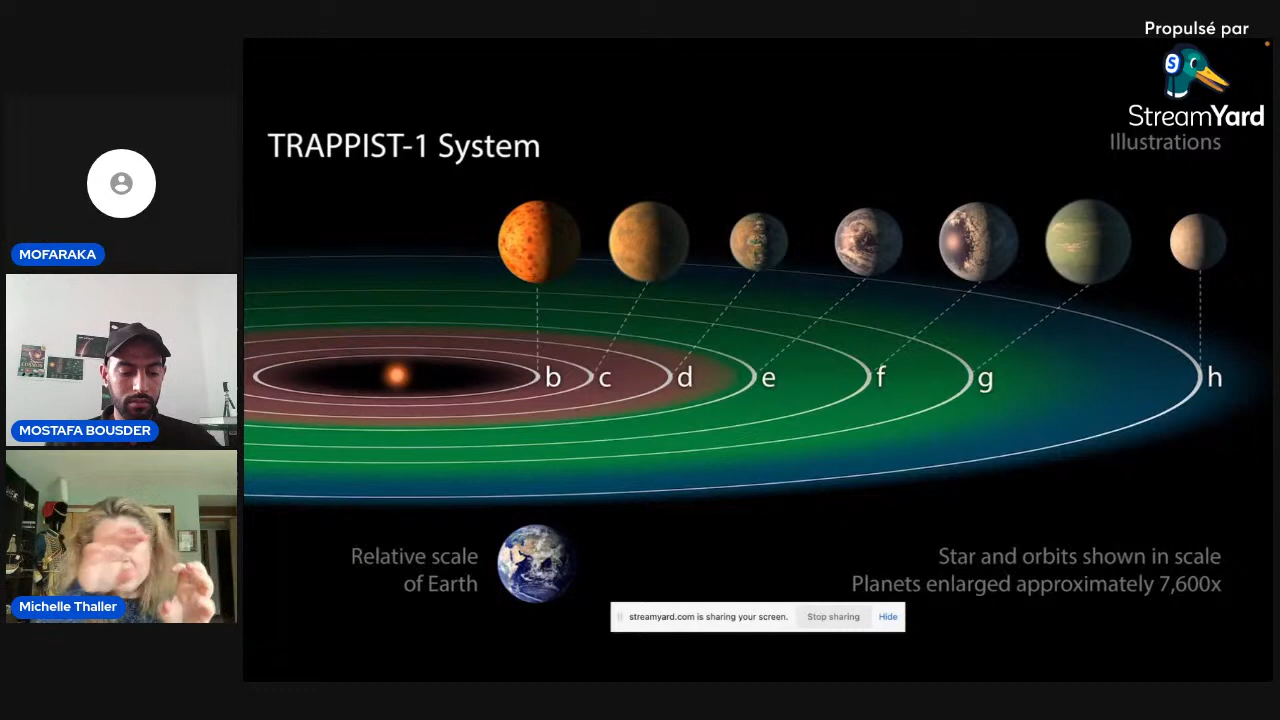 Propulsé par
S
StreamYard
Illustrations
TRAPPIST-1 System
MOFARAKA
MOSTAFA BOUSDER
Michelle Thaller
b
c
d
e
f
g
h
Relative scale
of Earth
Star and orbits shown in scale
Planets enlarged approximately 7,600x
streamyard.com is sharing your screen.
Stop sharing
Hide